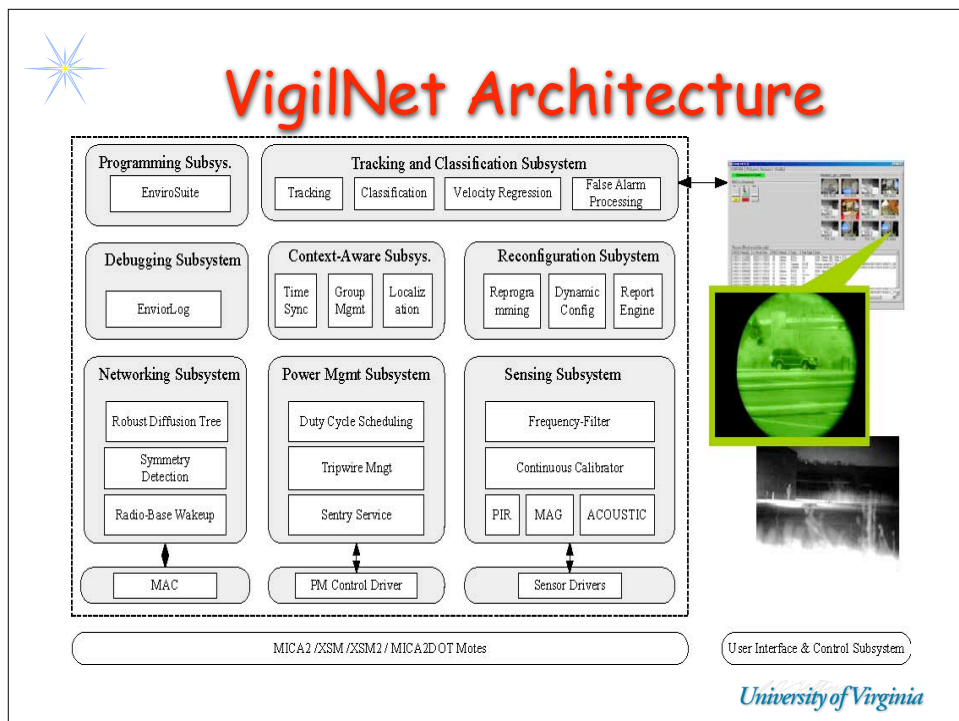 VigilNet Architecture
Programming Subsys.
EnviroSuite
Tracking and Classification Subsystem
Tracking
Classification
Velocity Regression
False Alarm
Processing
Debugging Subsystem
EnviorLog
Context-Aware Subsys.
Time
Sync
Group
Mgmt
Localiz
ation
Reconfiguration Subystem
Reprogra
mming
Dynamic
Config
Report
Engine
Networking Subsystem
Robust Diffusion Tree
Symmetry
Detection
Radio-Base Wakeup
Power Mgmt Subsystem
Duty Cycle Scheduling
Tripwire Mngt
Sentry Service
Sensing Subsystem
Frequency-Filter
Continuous Calibrator
PIR
MAG
ACOUSTIC
MAC
PM Control Driver
Sensor Drivers
MICA2 /XSM /XSM2 / MICA2DOT Motes
User Interface & Control Subsystem
University of Virginia